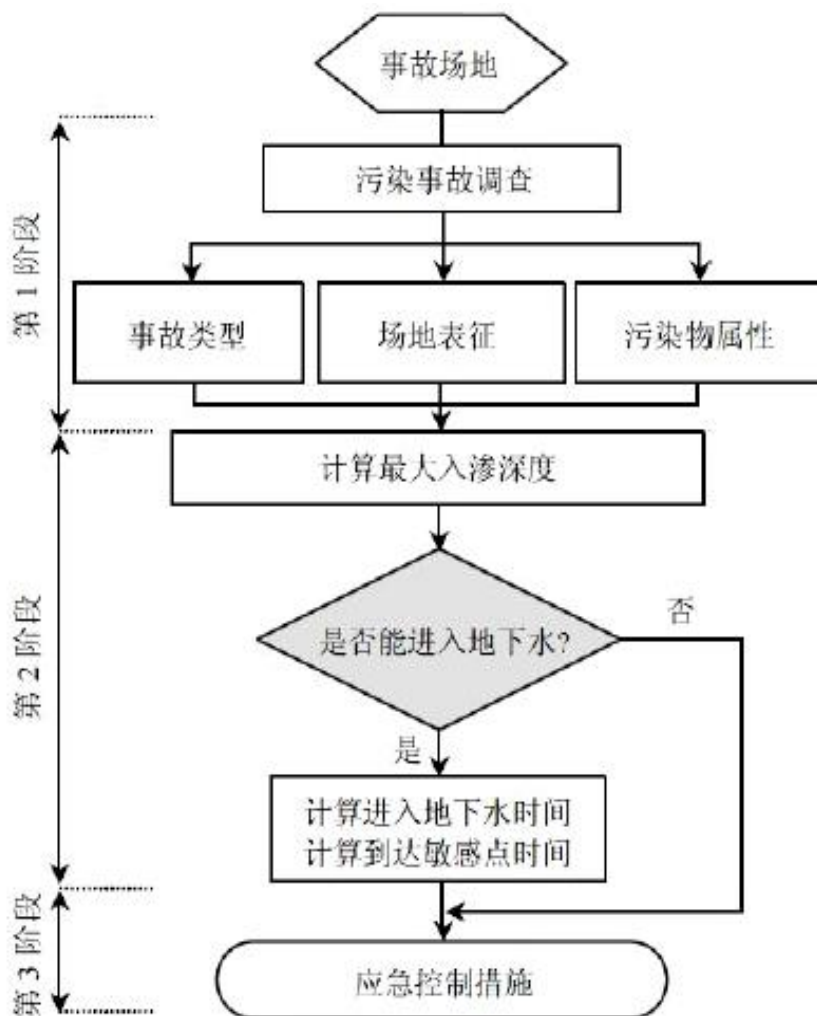 事故场地
污染事故调查
第1阶段
事故类型
场地表征
污染物属性
计算最大入渗深度
第2阶段
是否能进入地下水?
否
是
计算进入地下水时间
计算到达敏感点时间
第3阶段
应急控制措施